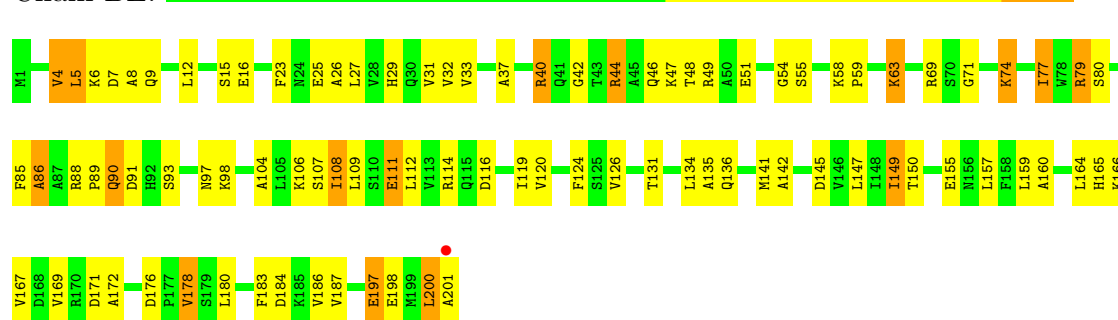 M1 V4 L5 K6 D7 A8 Q9 L12 S15 E16 F23 N24 E25 A26 L27 V28 H29 Q30 V31 V32 V33 A37 R40 Q41 G42 T43 R44 A45 Q46 K47 T48 R49 A50 E51 G54 S55 K58 P59 K63 R69 S70 G71 K74 I77 W78 R79 S80
F85 A86 A87 R88 P89 Q90 D91 H92 S93 N97 K98 A104 L105 K106 S107 I108 L109 S110 E111 L112 V113 R114 Q115 D116 I119 V120 F124 S125 V126 T131 L134 A135 Q136 M141 A142 D145 V146 L147 I148 I149 T150 E155 N156 L157 F158 L159 A160 L164 H165 K166
V167 D168 V169 R170 D171 A172 D176 P177 V178 S179 L180 F183 D184 K185 V186 V187 E197 E198 M199 L200 A201